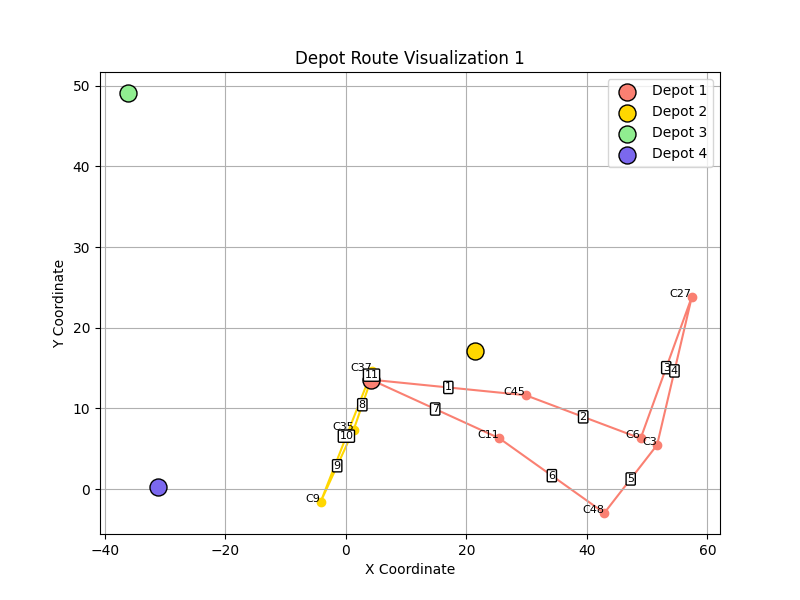 Depot Route Visualization 1
Depot 1
Depot 2
Depot 3
Depot 4
50
40
30
20
10
0
Y Coordinate
C27
C37
11
3
4
1
C45
8
7
2
C35
10
C11
C6
C3
9
6
5
C9
C48
−40
−20
0
20
40
60
X Coordinate